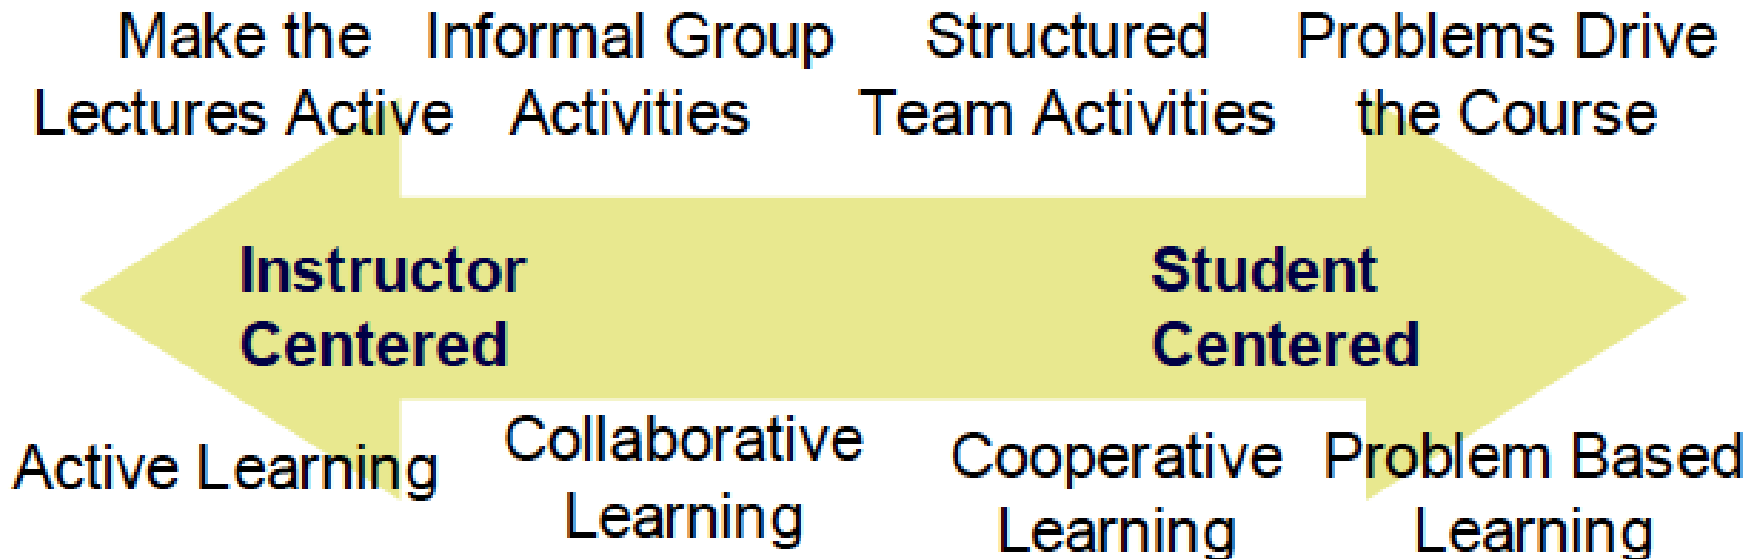 Make the
Lectures Active
Informal Group
Activities
Structured
Team Activities
Problems Drive
the Course
Instructor
Centered
Student
Centered
Active Learning
Collaborative
Learning
Cooperative
Learning
Problem Based
Learning